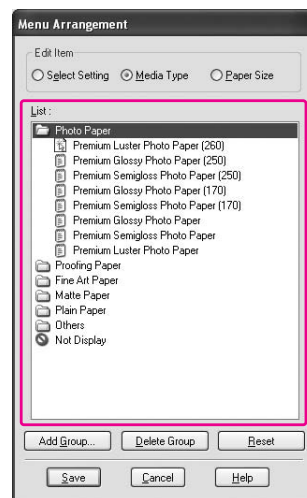 Menu Arrangement
Edit Item
Select Setting Media Type Paper Size
List :
Photo Paper
Premium Luster Photo Paper (260)
Premium Glossy Photo Paper (250)
Premium Semigloss Photo Paper (250)
Premium Glossy Photo Paper (170)
Premium Semigloss Photo Paper (170)
Premium Glossy Photo Paper
Premium Semigloss Photo Paper
Premium Luster Photo Paper
Proofing Paper
Fine Art Paper
Matte Paper
Plain Paper
Others
Not Display
Add Group... Delete Group Reset
Save Cancel Help